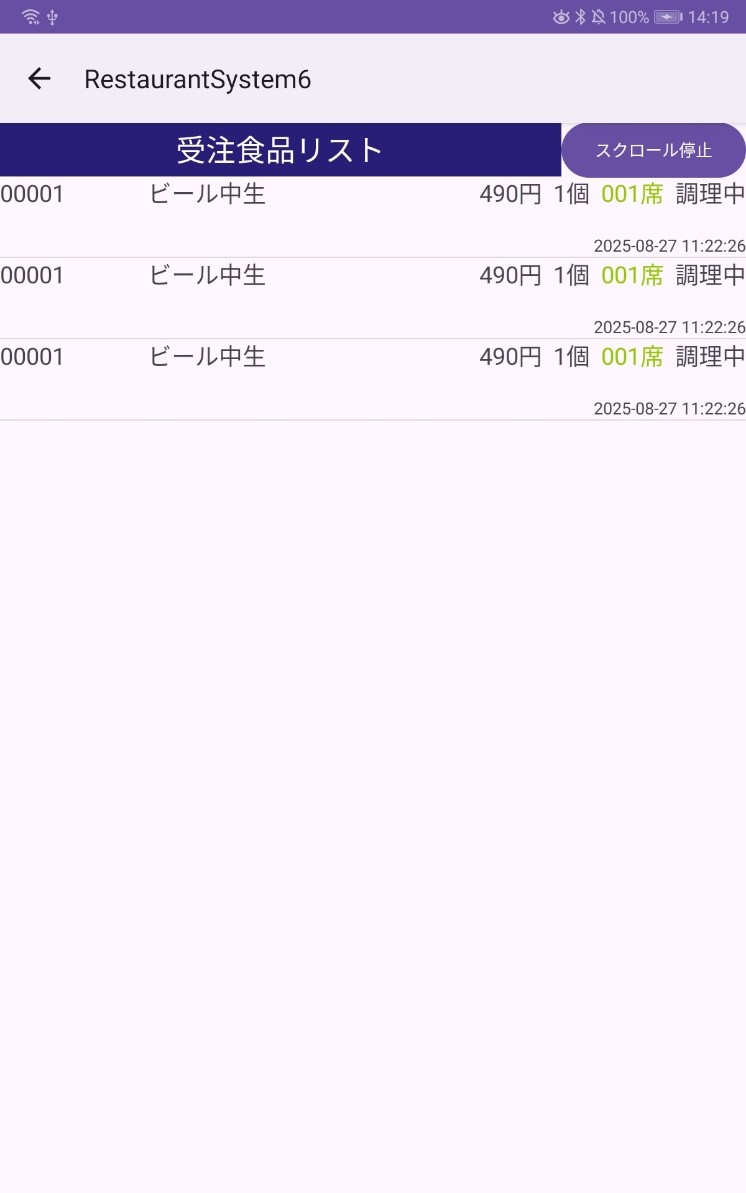 100% 14:19
RestaurantSystem6
受注食品リスト スクロール停止
00001 ビール中生 490円 1個 001席 調理中
2025-08-27 11:22:26
00001 ビール中生 490円 1個 001席 調理中
2025-08-27 11:22:26
00001 ビール中生 490円 1個 001席 調理中
2025-08-27 11:22:26